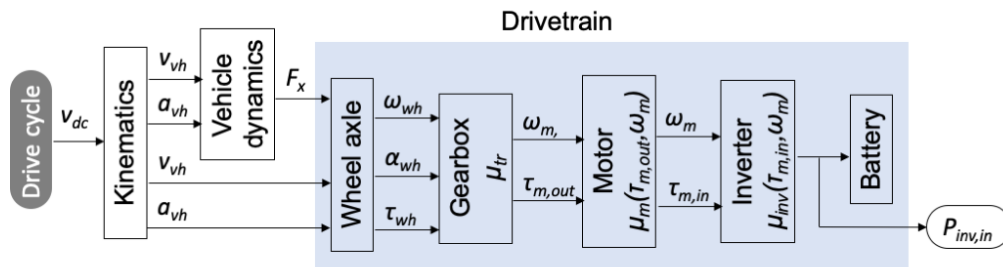 Drivetrain
Drive cycle
v_dc
Kinematics
v_vh
a_vh
v_vh
a_vh
Vehicle
dynamics
F_x
Wheel axle
ω_wh
α_wh
τ_wh
Gearbox
μ_tr
ω_m,
τ_m,out
Motor
μ_m(τ_m,out, ω_m)
ω_m
τ_m,in
Inverter
μ_inv(τ_m,in, ω_m)
Battery
P_inv,in